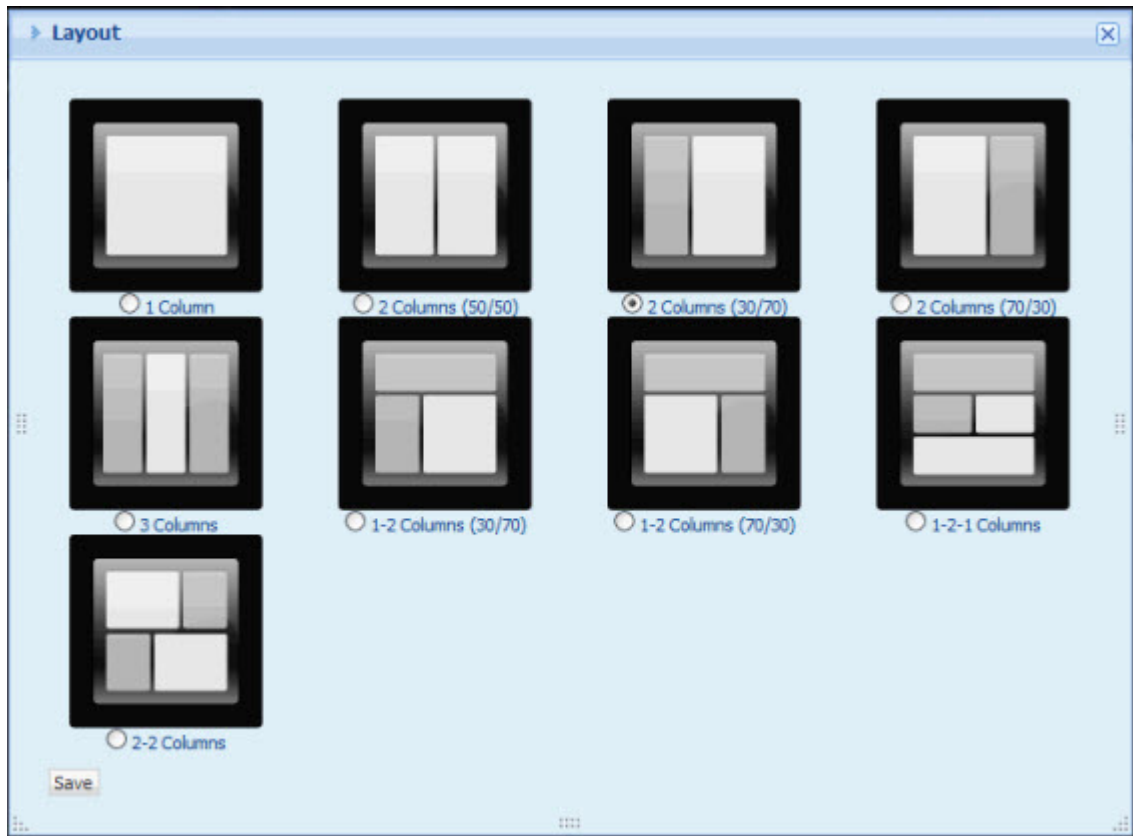 Layout
1 Column
2 Columns (50/50)
2 Columns (30/70)
2 Columns (70/30)
3 Columns
1-2 Columns (30/70)
1-2 Columns (70/30)
1-2-1 Columns
2-2 Columns
Save